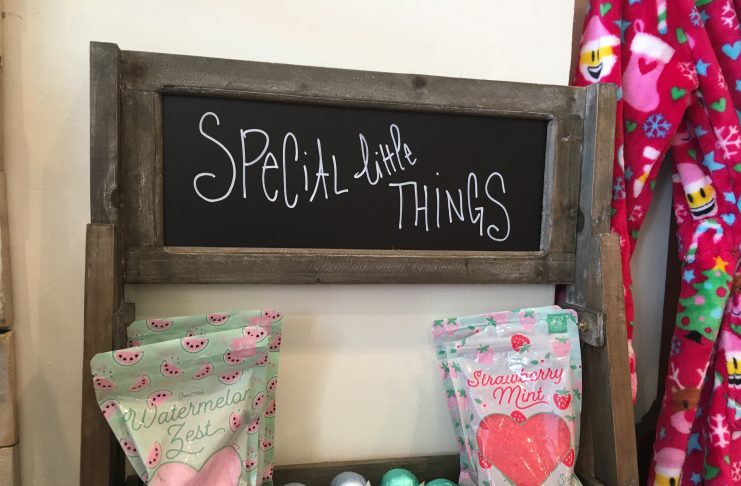 SPeCiAL little
THiNGS
Watermelon
Zest
Strawberry
Mint